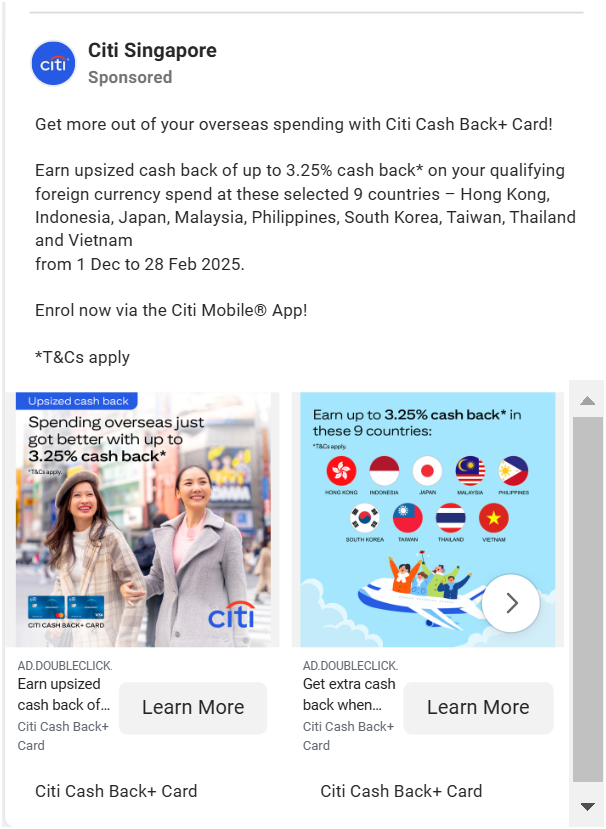 citi
Citi Singapore
Sponsored
Get more out of your overseas spending with Citi Cash Back+ Card!
Earn upsized cash back of up to 3.25% cash back* on your qualifying
foreign currency spend at these selected 9 countries – Hong Kong,
Indonesia, Japan, Malaysia, Philippines, South Korea, Taiwan, Thailand
and Vietnam
from 1 Dec to 28 Feb 2025.
Enrol now via the Citi Mobile® App!
*T&Cs apply
Upsized cash back
Spending overseas just
got better with up to
3.25% cash back*
*T&Cs apply.
CITI CASH BACK+ CARD
citi
Earn up to 3.25% cash back* in
these 9 countries:
*T&Cs apply.
HONG KONG INDONESIA JAPAN MALAYSIA PHILIPPINES
SOUTH KOREA TAIWAN THAILAND VIETNAM
AD.DOUBLECLICK.
Earn upsized
cash back of...
Citi Cash Back+
Card
Learn More
Citi Cash Back+ Card
AD.DOUBLECLICK.
Get extra cash
back when...
Citi Cash Back+
Card
Learn More
Citi Cash Back+ Card